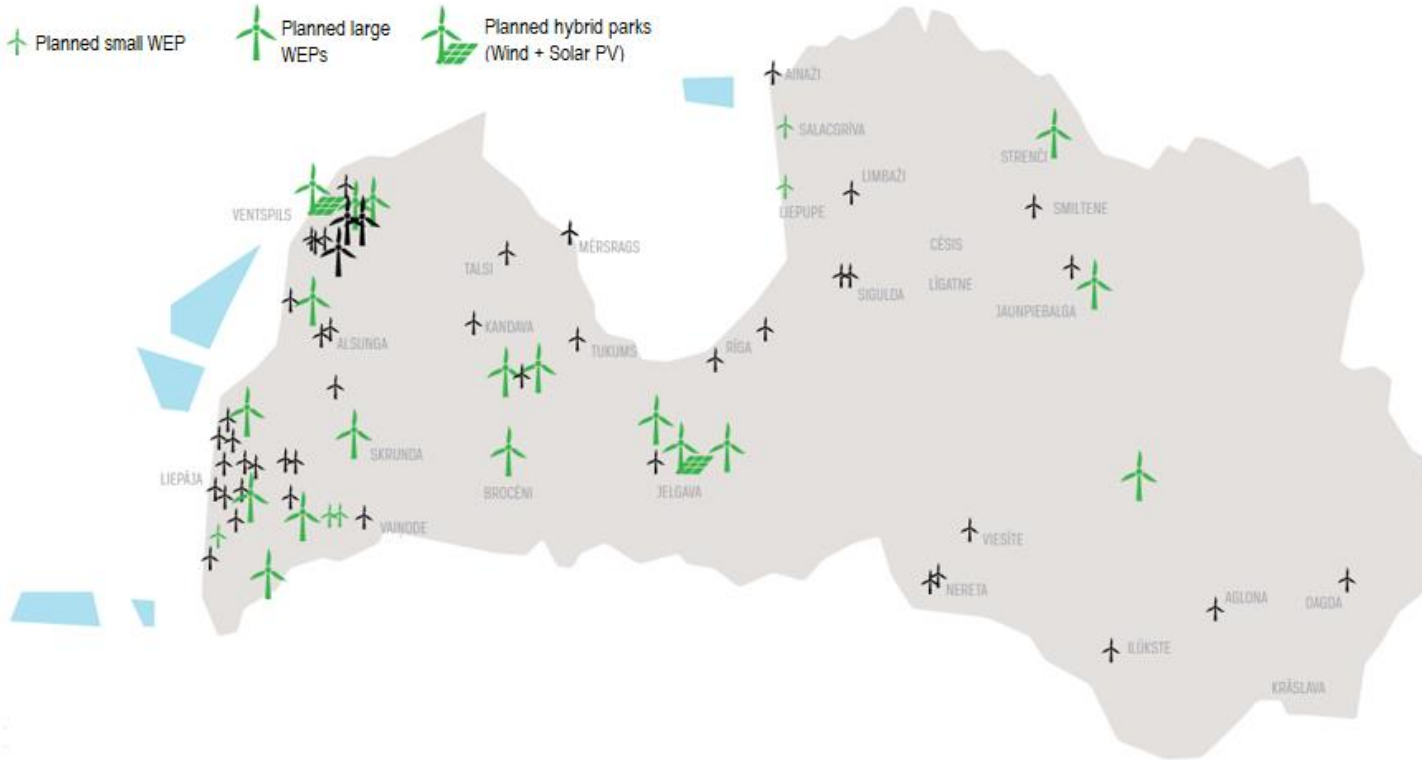 Planned small WEP
Planned large
WEPs
Planned hybrid parks
(Wind + Solar PV)
AINAŽI
SALACGRĪVA
STRENČI
LIMBAŽI
LIEPUPE
SMILTENE
VENTSPILS
CĒSIS
MĒRSRAGS
TALSI
LĪGATNE
SIGULDA
JAUNPIEBALGA
KANDAVA
ALSUNGA
TUKUMS
RĪGA
SKRUNDA
LIEPĀJA
BROCĒNI
JELGAVA
VAIŅODE
VIESĪTE
NERETA
AGLONA
DAGDA
ILŪKSTE
KRĀSLAVA